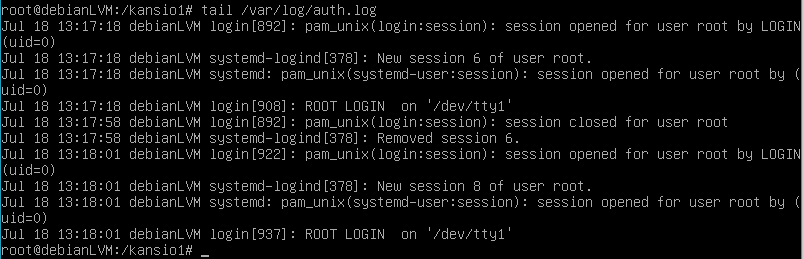 root@debianLVM:/kansio1# tail /var/log/auth.log
Jul 18 13:17:18 debianLVM login[892]: pam_unix(login:session): session opened for user root by LOGIN
(uid=0)
Jul 18 13:17:18 debianLVM systemd-logind[378]: New session 6 of user root.
Jul 18 13:17:18 debianLVM systemd: pam_unix(systemd-user:session): session opened for user root by (
uid=0)
Jul 18 13:17:18 debianLVM login[908]: ROOT LOGIN  on '/dev/tty1'
Jul 18 13:17:58 debianLVM login[892]: pam_unix(login:session): session closed for user root
Jul 18 13:17:58 debianLVM systemd-logind[378]: Removed session 6.
Jul 18 13:18:01 debianLVM login[922]: pam_unix(login:session): session opened for user root by LOGIN
(uid=0)
Jul 18 13:18:01 debianLVM systemd-logind[378]: New session 8 of user root.
Jul 18 13:18:01 debianLVM systemd: pam_unix(systemd-user:session): session opened for user root by (
uid=0)
Jul 18 13:18:01 debianLVM login[937]: ROOT LOGIN  on '/dev/tty1'
root@debianLVM:/kansio1# _